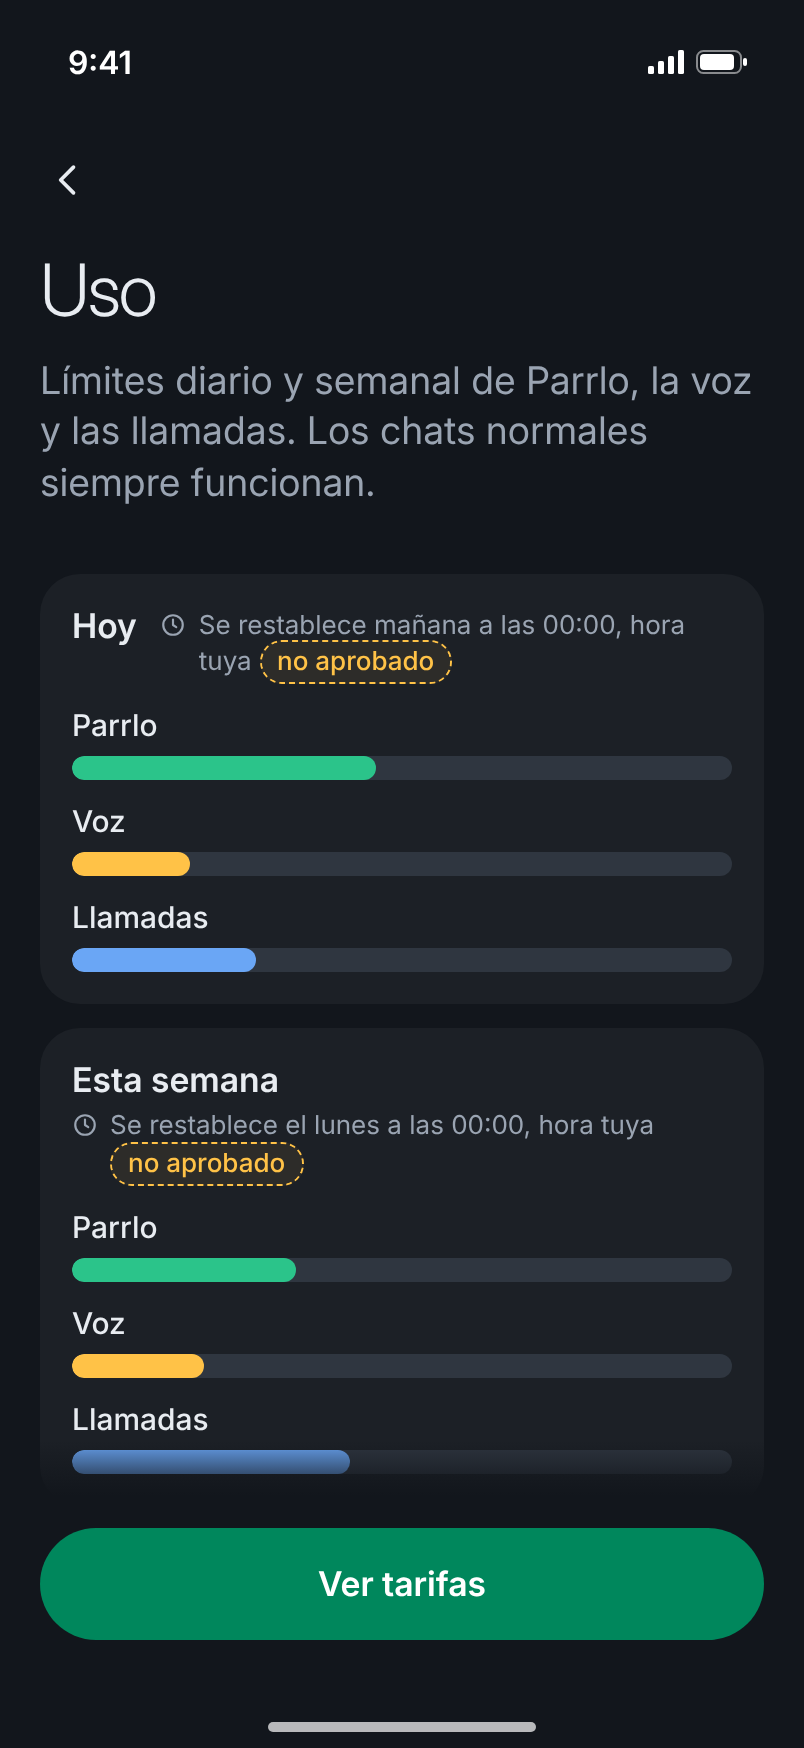 9:41
Uso
Límites diario y semanal de Parrlo, la voz
y las llamadas. Los chats normales
siempre funcionan.
Hoy Se restablece mañana a las 00:00, hora
tuya no aprobado
Parrlo
Voz
Llamadas
Esta semana
Se restablece el lunes a las 00:00, hora tuya
no aprobado
Parrlo
Voz
Llamadas
Ver tarifas